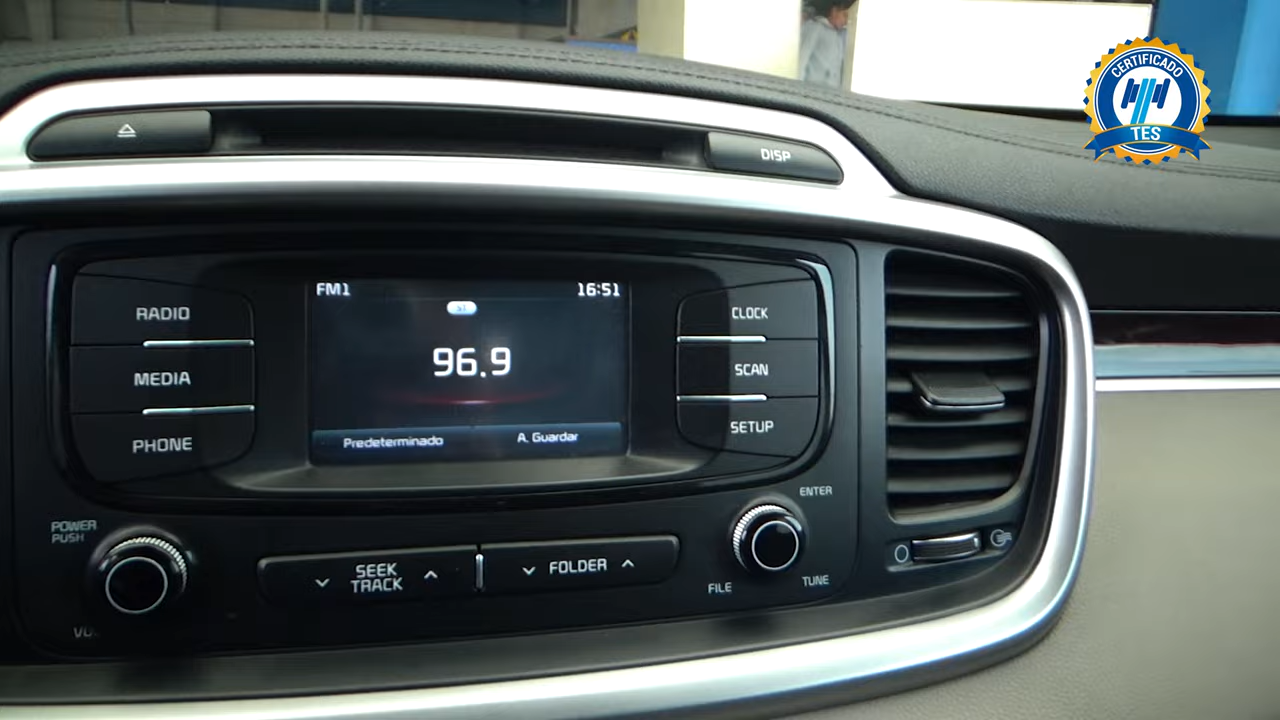 CERTIFICADO
TES
DISP
FM1
16:51
ST
96.9
Predeterminado
A. Guardar
RADIO
MEDIA
PHONE
CLOCK
SCAN
SETUP
POWER
PUSH
SEEK
TRACK
FOLDER
ENTER
FILE
TUNE